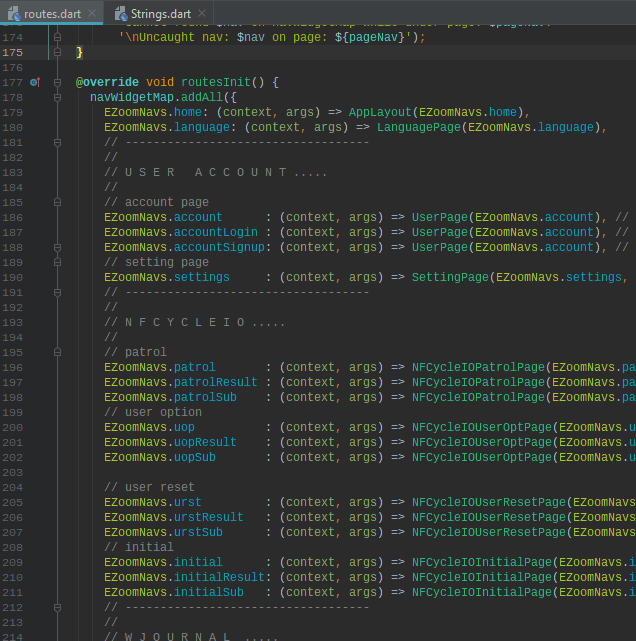 routes.dart Strings.dart
174 '\nUncaught nav: $nav on page: ${pageNav}');
175 }
176
177 @override void routesInit() {
178 navWidgetMap.addAll({
179 EZoomNavs.home: (context, args) => AppLayout(EZoomNavs.home),
180 EZoomNavs.language: (context, args) => LanguagePage(EZoomNavs.language),
181 // -----------------------------------
182 //
183 // U S E R   A C C O U N T .....
184 //
185 // account page
186 EZoomNavs.account      : (context, args) => UserPage(EZoomNavs.account), //
187 EZoomNavs.accountLogin : (context, args) => UserPage(EZoomNavs.account), //
188 EZoomNavs.accountSignup: (context, args) => UserPage(EZoomNavs.account), //
189 // setting page
190 EZoomNavs.settings     : (context, args) => SettingPage(EZoomNavs.settings,
191 // -----------------------------------
192 //
193 // N F C Y C L E I O .....
194 //
195 // patrol
196 EZoomNavs.patrol       : (context, args) => NFCycleIOPatrolPage(EZoomNavs.pa
197 EZoomNavs.patrolResult : (context, args) => NFCycleIOPatrolPage(EZoomNavs.pa
198 EZoomNavs.patrolSub    : (context, args) => NFCycleIOPatrolPage(EZoomNavs.pa
199 // user option
200 EZoomNavs.uop          : (context, args) => NFCycleIOUserOptPage(EZoomNavs.u
201 EZoomNavs.uopResult    : (context, args) => NFCycleIOUserOptPage(EZoomNavs.u
202 EZoomNavs.uopSub       : (context, args) => NFCycleIOUserOptPage(EZoomNavs.u
203
204 // user reset
205 EZoomNavs.urst         : (context, args) => NFCycleIOUserResetPage(EZoomNavs
206 EZoomNavs.urstResult   : (context, args) => NFCycleIOUserResetPage(EZoomNavs
207 EZoomNavs.urstSub      : (context, args) => NFCycleIOUserResetPage(EZoomNavs
208 // initial
209 EZoomNavs.initial      : (context, args) => NFCycleIOInitialPage(EZoomNavs.i
210 EZoomNavs.initialResult: (context, args) => NFCycleIOInitialPage(EZoomNavs.i
211 EZoomNavs.initialSub   : (context, args) => NFCycleIOInitialPage(EZoomNavs.i
212 // -----------------------------------
213 //
214 // W J O U R N A L  .....